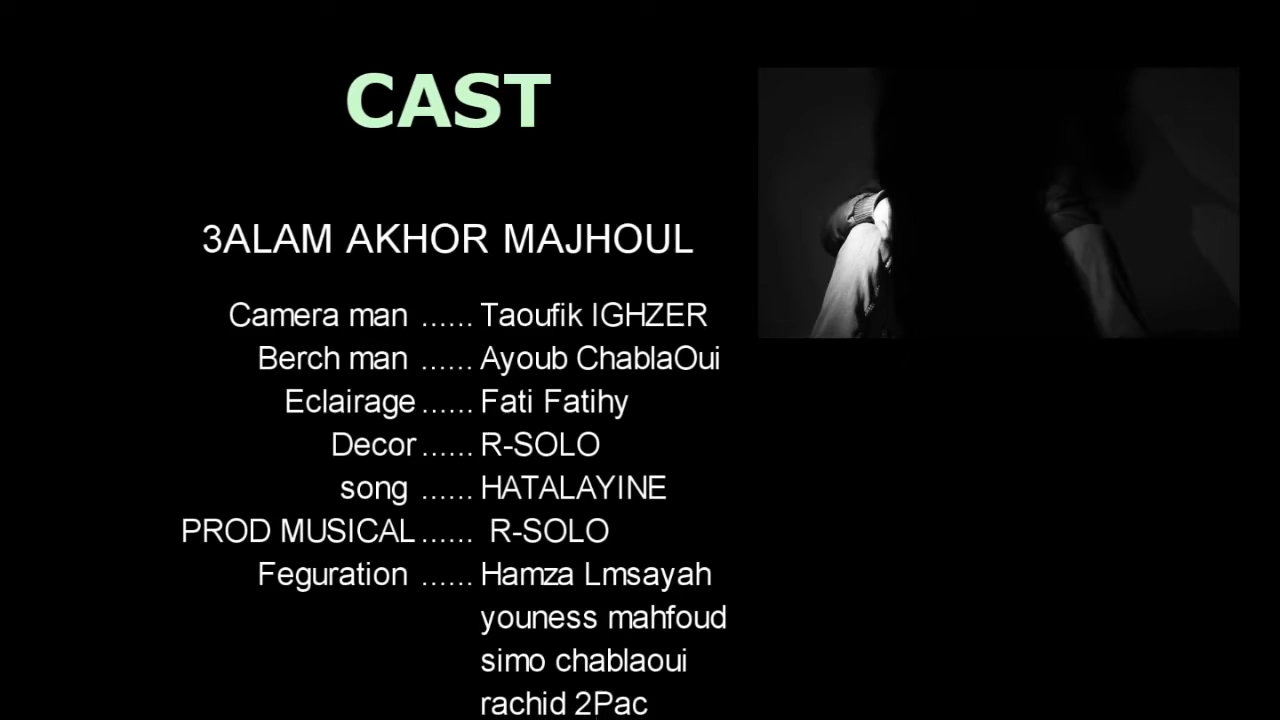 CAST
3ALAM AKHOR MAJHOUL
Camera man ...... Taoufik IGHZER
Berch man ...... Ayoub ChablaOui
Eclairage ...... Fati Fatihy
Decor ...... R-SOLO
song ...... HATALAYINE
PROD MUSICAL ...... R-SOLO
Feguration ...... Hamza Lmsayah
youness mahfoud
simo chablaoui
rachid 2Pac